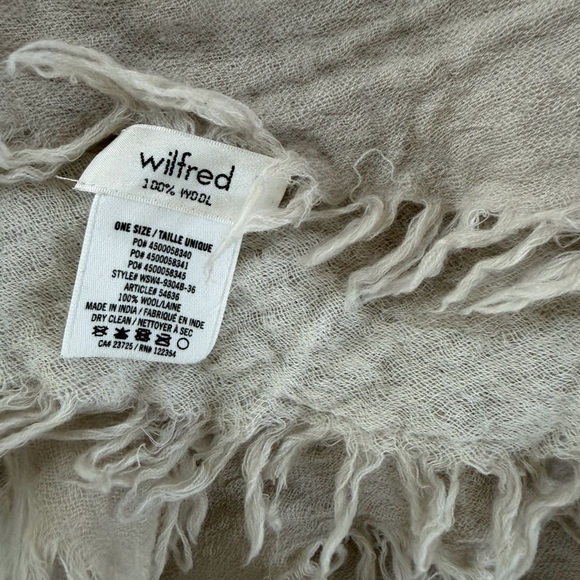 wilfred
100% WOOL
ONE SIZE / TAILLE UNIQUE
PO# 4500058340
PO# 4500058341
PO# 4500058345
STYLE# WSW4-9304B-36
ARTICLE# 54636
100% WOOL/LAINE
MADE IN INDIA / FABRIQUÉ EN INDE
DRY CLEAN / NETTOYER À SEC
CA# 23725 / RN# 122354